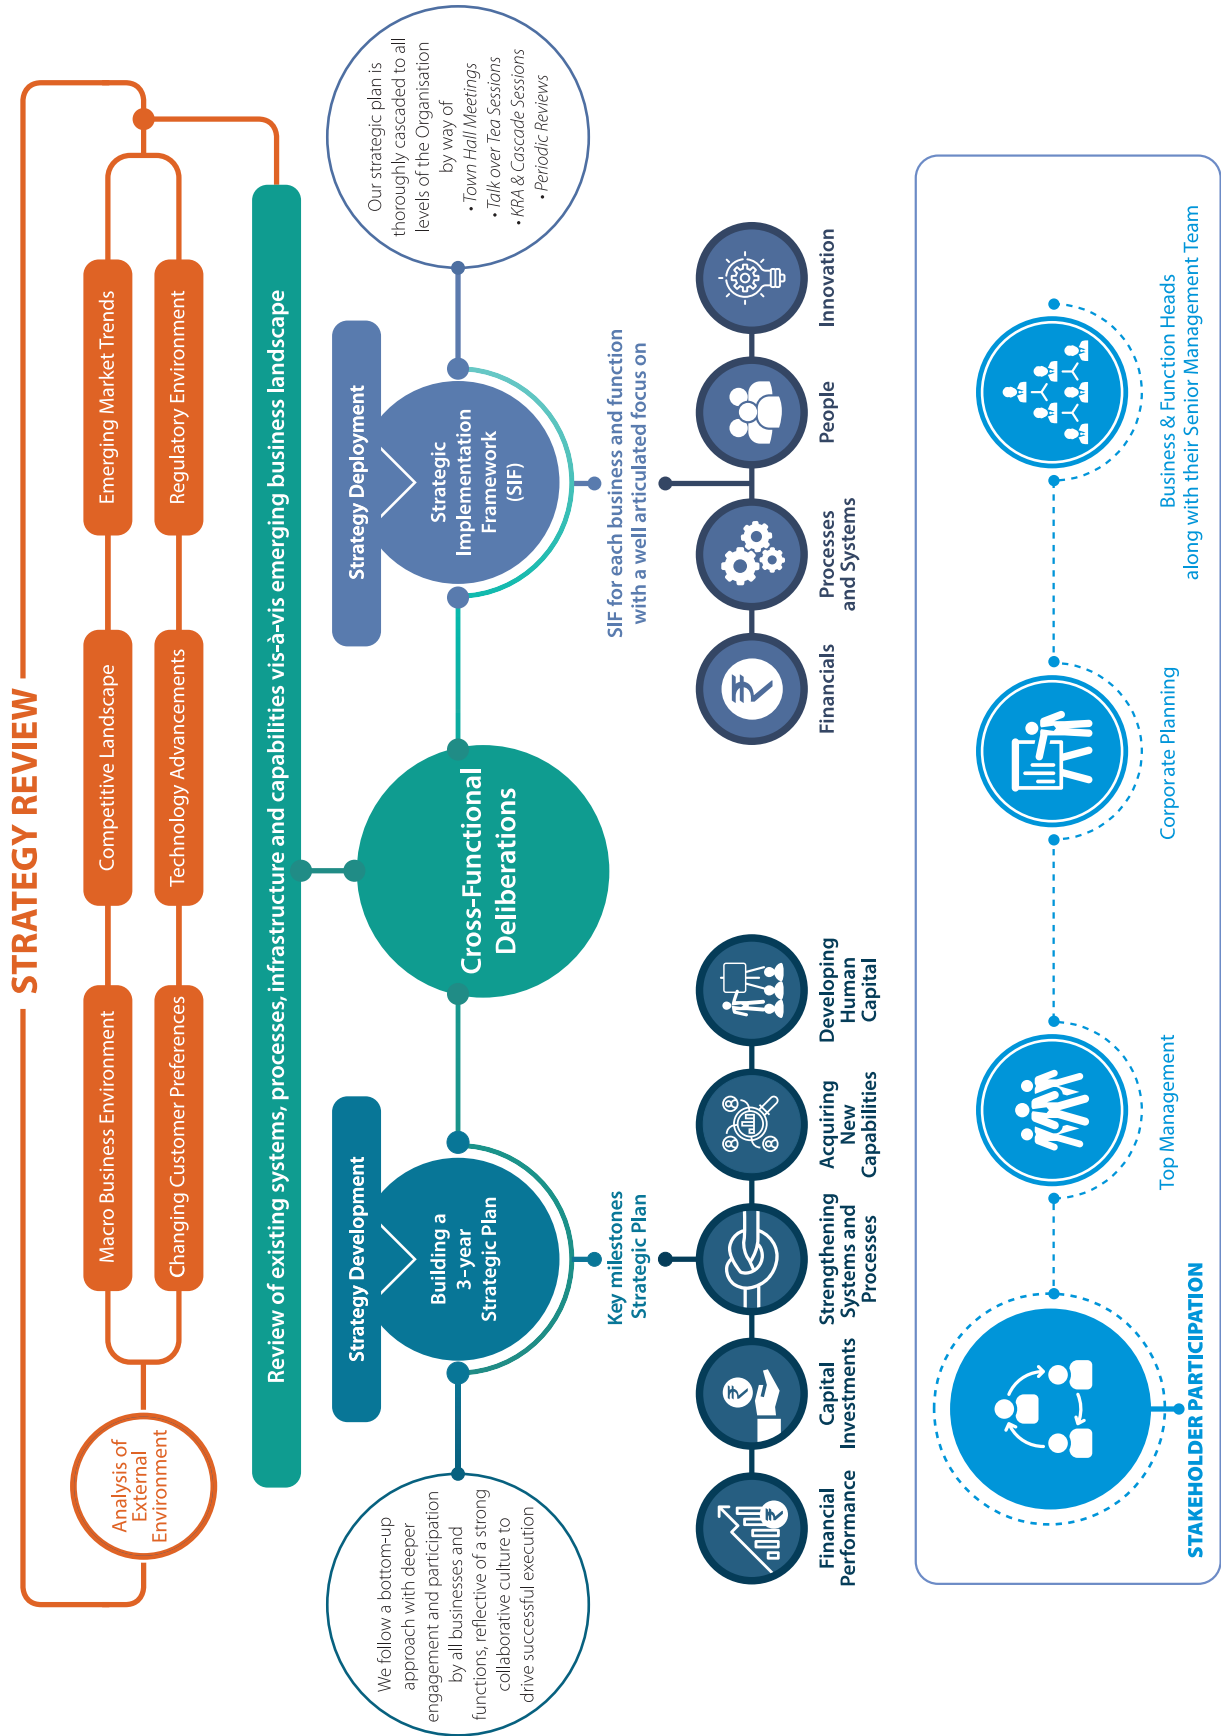 STRATEGY REVIEW
Analysis of
External
Environment
Macro Business Environment
Competitive Landscape
Emerging Market Trends
Changing Customer Preferences
Technology Advancements
Regulatory Environment
Review of existing systems, processes, infrastructure and capabilities vis-à-vis emerging business landscape
We follow a bottom-up
approach with deeper
engagement and participation
by all businesses and
functions, reflective of a strong
collaborative culture to
drive successful execution
Strategy Development
Building a
3-year
Strategic Plan
Key milestones
Strategic Plan
Cross-Functional
Deliberations
Strategy Deployment
Strategic
Implementation
Framework
(SIF)
SIF for each business and function
with a well articulated focus on
Our strategic plan is
thoroughly cascaded to all
levels of the Organisation
by way of
• Town Hall Meetings
• Talk over Tea Sessions
• KRA & Cascade Sessions
• Periodic Reviews
Financial
Performance
Capital
Investments
Strengthening
Systems and
Processes
Acquiring
New
Capabilities
Developing
Human
Capital
Financials
Processes
and Systems
People
Innovation
STAKEHOLDER PARTICIPATION
Top Management
Corporate Planning
Business & Function Heads
along with their Senior Management Team